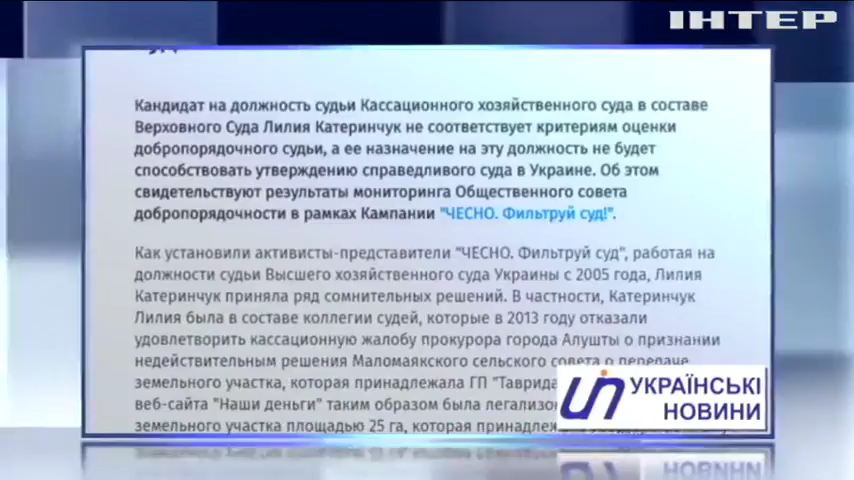 ІНТЕР
Кандидат на должность судьи Кассационного хозяйственного суда в составе
Верховного Суда Лилия Катеринчук не соответствует критериям оценки
добропорядочного судьи, а ее назначение на эту должность не будет
способствовать утверждению справедливого суда в Украине. Об этом
свидетельствуют результаты мониторинга Общественного совета
добропорядочности в рамках Кампании "ЧЕСНО. Фильтруй суд!".
Как установили активисты-представители "ЧЕСНО. Фильтруй суд", работая на
должности судьи Высшего хозяйственного суда Украины с 2005 года, Лилия
Катеринчук приняла ряд сомнительных решений. В частности, Катеринчук
Лилия была в составе коллегии судей, которые в 2013 году отказали
удовлетворить кассационную жалобу прокурора города Алушты о признании
недействительным решения Маломаякского сельского совета о передаче
земельного участка, которая принадлежала ГП "Таврида
веб-сайта "Наши деньги" таким образом была
земельного участка площадью 25 га, которая
УКРАЇНСЬКІ
НОВИНИ